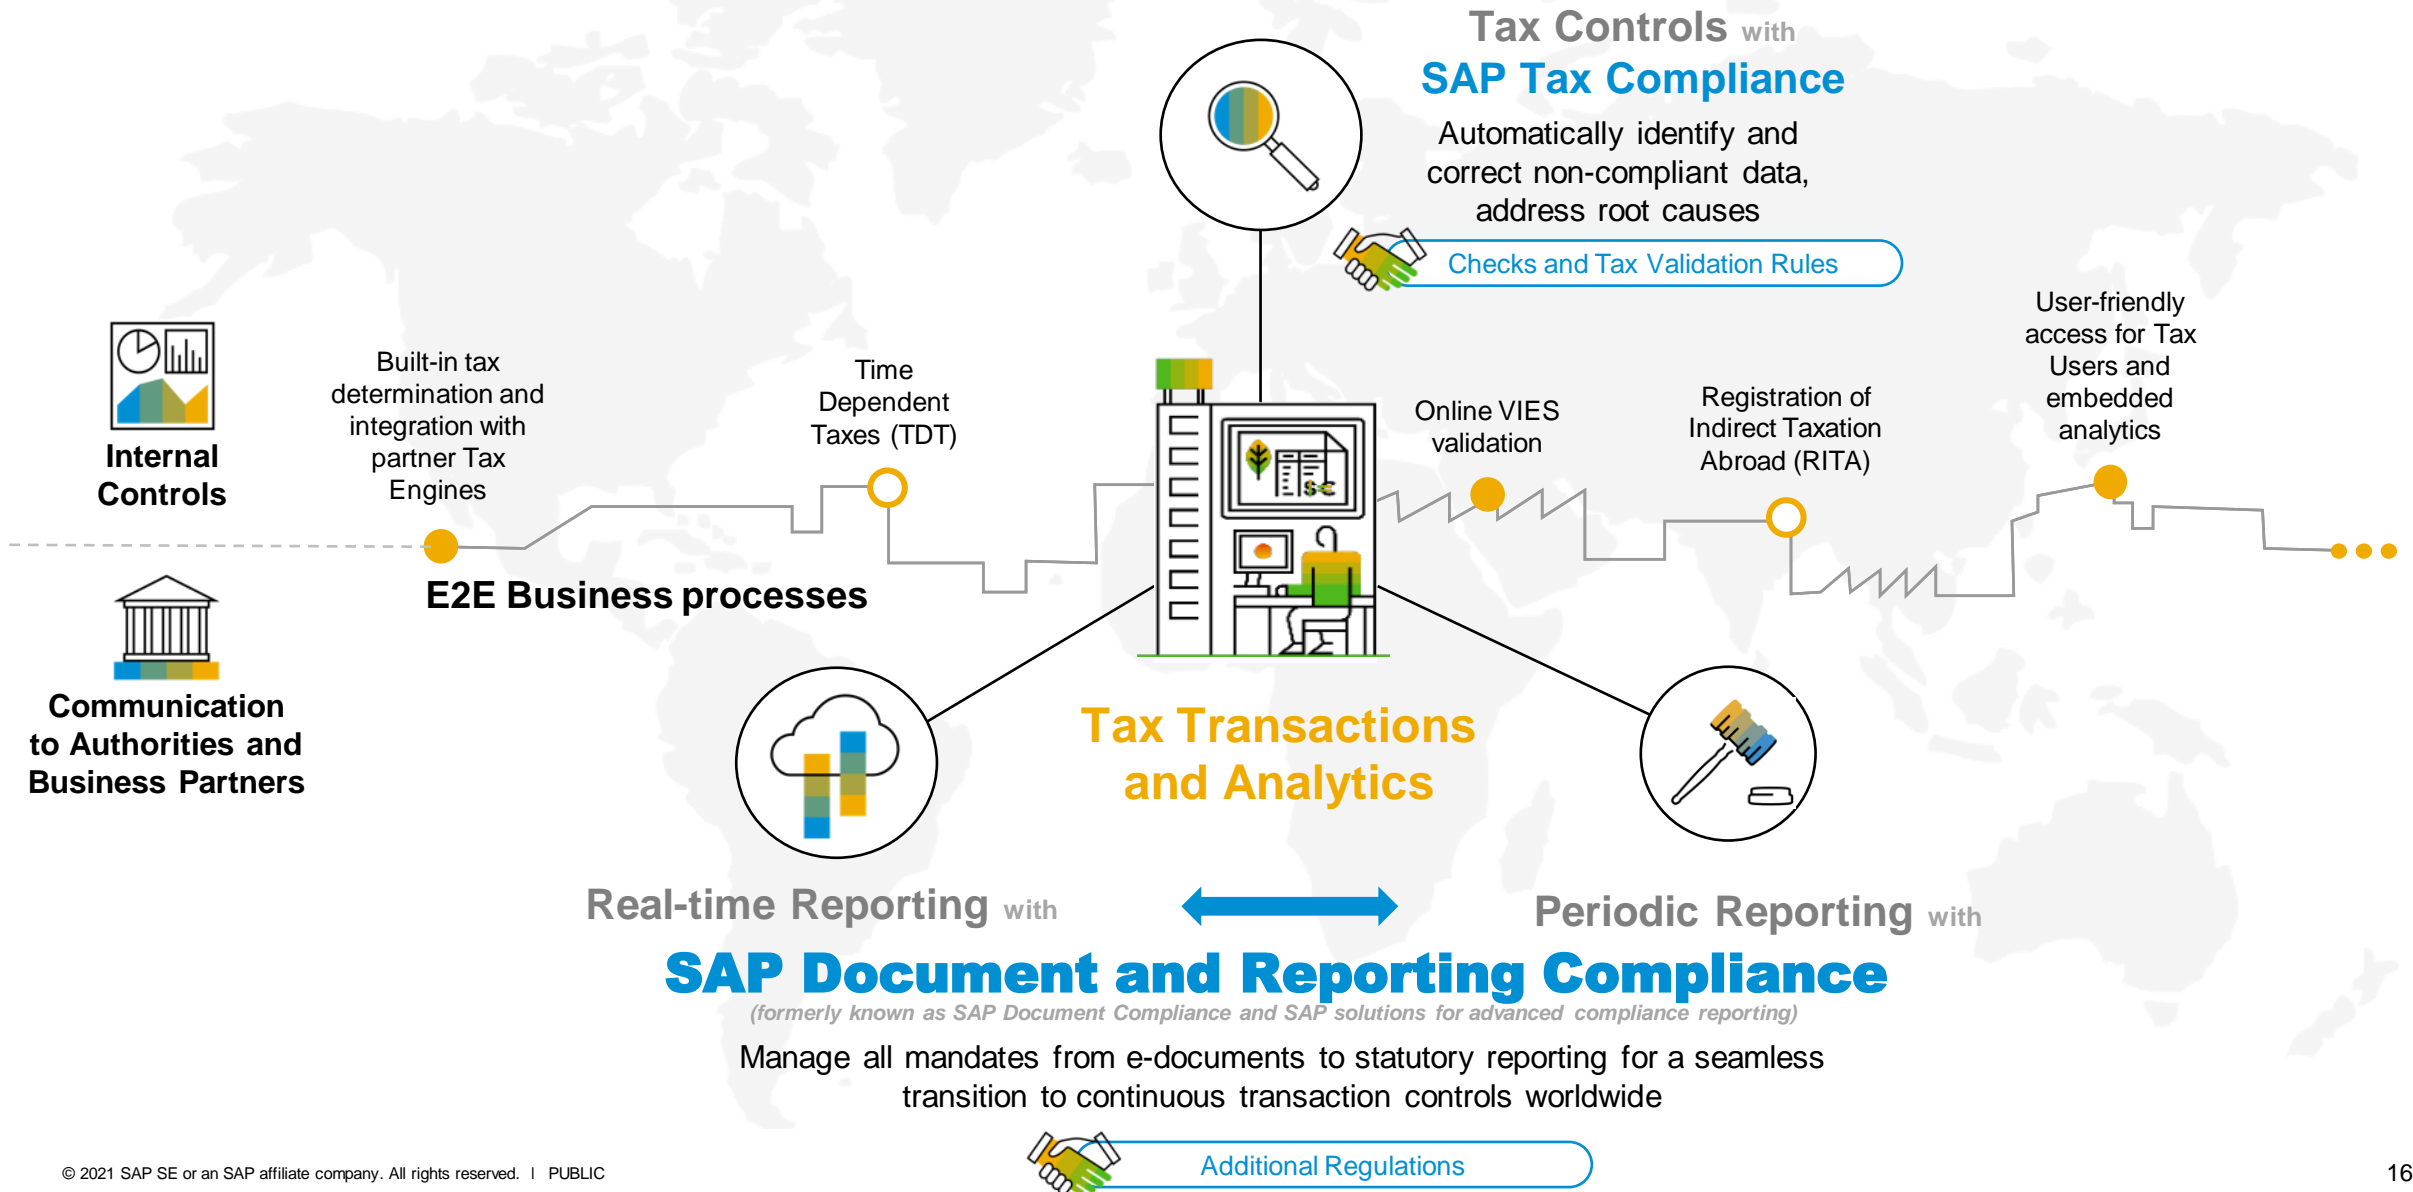 Tax Controls with
SAP Tax Compliance
Automatically identify and
correct non-compliant data,
address root causes
Checks and Tax Validation Rules
Internal
Controls
Built-in tax
determination and
integration with
partner Tax
Engines
Time
Dependent
Taxes (TDT)
Online VIES
validation
Registration of
Indirect Taxation
Abroad (RITA)
User-friendly
access for Tax
Users and
embedded
analytics
$€
E2E Business processes
Communication
to Authorities and
Business Partners
Tax Transactions
and Analytics
Real-time Reporting with
Periodic Reporting with
SAP Document and Reporting Compliance
(formerly known as SAP Document Compliance and SAP solutions for advanced compliance reporting)
Manage all mandates from e-documents to statutory reporting for a seamless
transition to continuous transaction controls worldwide
Additional Regulations
© 2021 SAP SE or an SAP affiliate company. All rights reserved. | PUBLIC
16